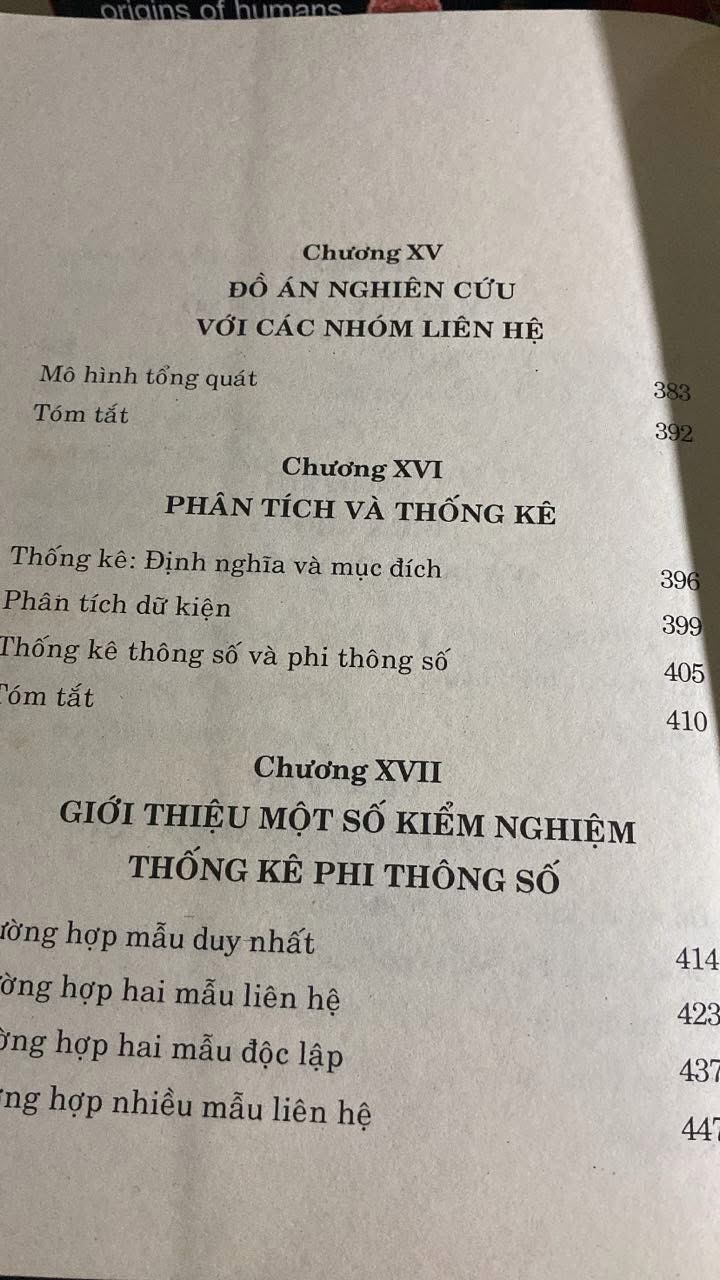 origins of humans
Chương XV
ĐỒ ÁN NGHIÊN CỨU
VỚI CÁC NHÓM LIÊN HỆ
Mô hình tổng quát 383
Tóm tắt 392
Chương XVI
PHÂN TÍCH VÀ THỐNG KÊ
Thống kê: Định nghĩa và mục đích 396
Phân tích dữ kiện 399
Thống kê thông số và phi thông số 405
Tóm tắt 410
Chương XVII
GIỚI THIỆU MỘT SỐ KIỂM NGHIỆM
THỐNG KÊ PHI THÔNG SỐ
ường hợp mẫu duy nhất 414
ờng hợp hai mẫu liên hệ 423
ờng hợp hai mẫu độc lập 437
ng hợp nhiều mẫu liên hệ 447